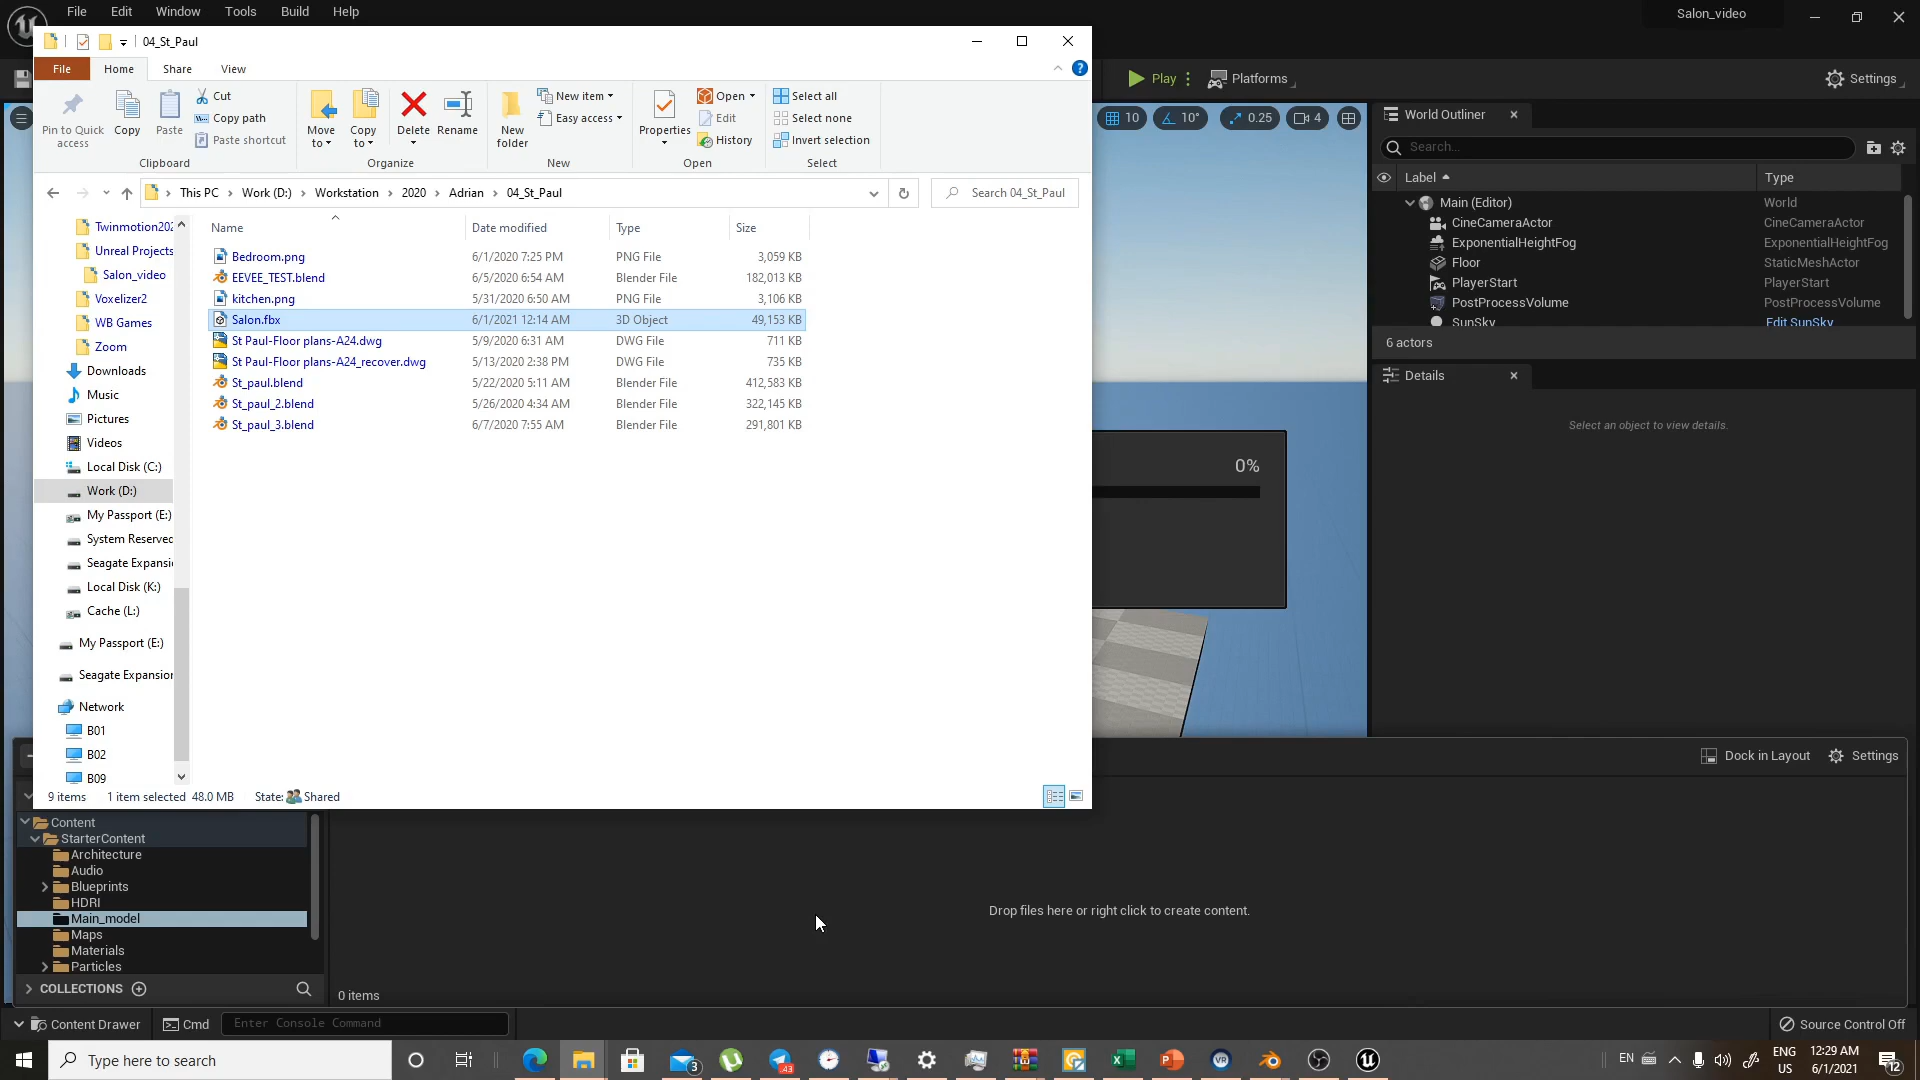 File Edit Window Tools Build Help
Salon_video
04_St_Paul
File Home Share View
Play Platforms Settings
Pin to Quick access
Copy
Paste
Cut
Copy path
Paste shortcut
Clipboard
Move to
Copy to
Delete
Rename
Organize
New folder
New item
Easy access
New
Properties
Open
Edit
History
Open
Select all
Select none
Invert selection
Select
10 10° 0.25 4
World Outliner
Search...
Label Type
Main (Editor) World
CineCameraActor CineCameraActor
ExponentialHeightFog ExponentialHeightFog
Floor StaticMeshActor
PlayerStart PlayerStart
PostProcessVolume PostProcessVolume
SunSky Edit SunSky
6 actors
Details
Select an object to view details.
This PC Work (D:) Workstation 2020 Adrian 04_St_Paul
Search 04_St_Paul
Name Date modified Type Size
Bedroom.png 6/1/2020 7:25 PM PNG File 3,059 KB
EEVEE_TEST.blend 6/5/2020 6:54 AM Blender File 182,013 KB
kitchen.png 5/31/2020 6:50 AM PNG File 3,106 KB
Salon.fbx 6/1/2021 12:14 AM 3D Object 49,153 KB
St Paul-Floor plans-A24.dwg 5/9/2020 6:31 AM DWG File 711 KB
St Paul-Floor plans-A24_recover.dwg 5/13/2020 2:38 PM DWG File 735 KB
St_paul.blend 5/22/2020 5:11 AM Blender File 412,583 KB
St_paul_2.blend 5/26/2020 4:34 AM Blender File 322,145 KB
St_paul_3.blend 6/7/2020 7:55 AM Blender File 291,801 KB
Twinmotion202
Unreal Projects
Salon_video
Voxelizer2
WB Games
Zoom
Downloads
Music
Pictures
Videos
Local Disk (C:)
Work (D:)
My Passport (E:)
System Reserved
Seagate Expansi
Local Disk (K:)
Cache (L:)
My Passport (E:)
Seagate Expansion
Network
B01
B02
B09
9 items 1 item selected 48.0 MB State: Shared
0%
Dock in Layout Settings
Content
StarterContent
Architecture
Audio
Blueprints
HDRI
Main_model
Maps
Materials
Particles
COLLECTIONS
Drop files here or right click to create content.
0 items
Content Drawer Cmd Enter Console Command Source Control Off
Type here to search
3
43
EN
ENG
US
12:29 AM
6/1/2021
12